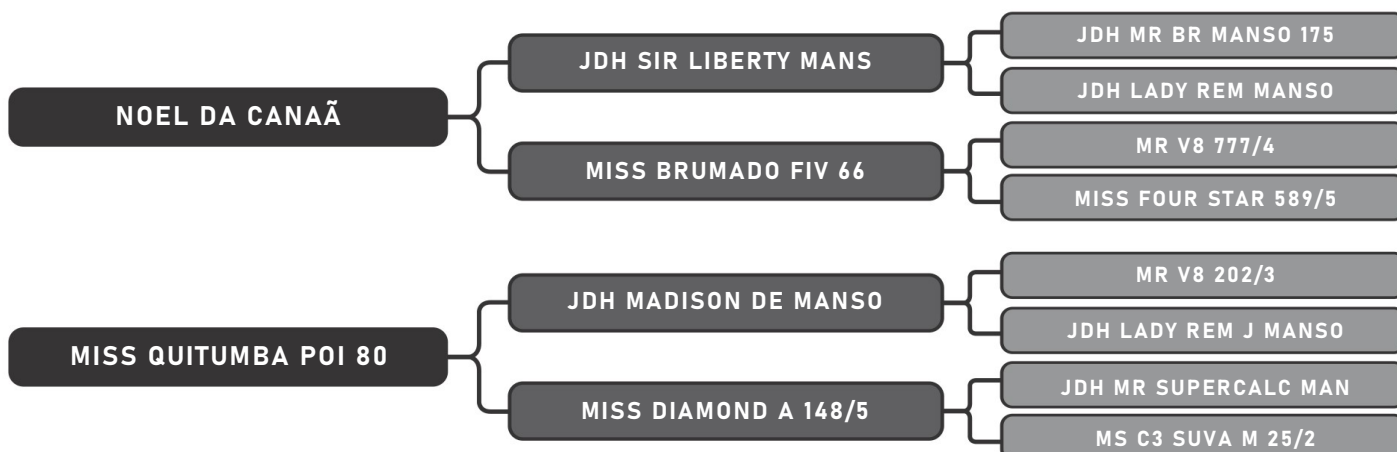 NOEL DA CANAÃ
JDH SIR LIBERTY MANS
JDH MR BR MANSO 175
JDH LADY REM MANSO
MISS BRUMADO FIV 66
MR V8 777/4
MISS FOUR STAR 589/5
MISS QUITUMBA POI 80
JDH MADISON DE MANSO
MR V8 202/3
JDH LADY REM J MANSO
MISS DIAMOND A 148/5
JDH MR SUPERCALC MAN
MS C3 SUVA M 25/2